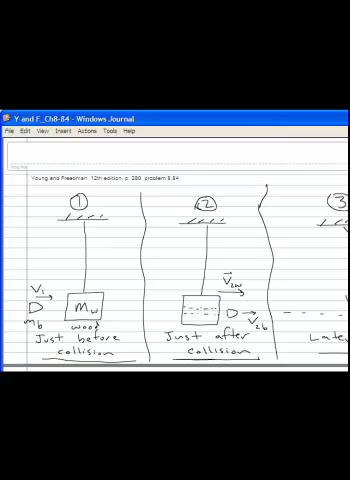 Y and F_Ch8-84 - Windows Journal
File Edit View Insert Actions Tools Help
Young and Freedman 12th edition, p. 280, problem 8.84
1
2
3
V1
mb
Mw
wood
V2w
V2b
Just before
collision
Just after
collision
Late